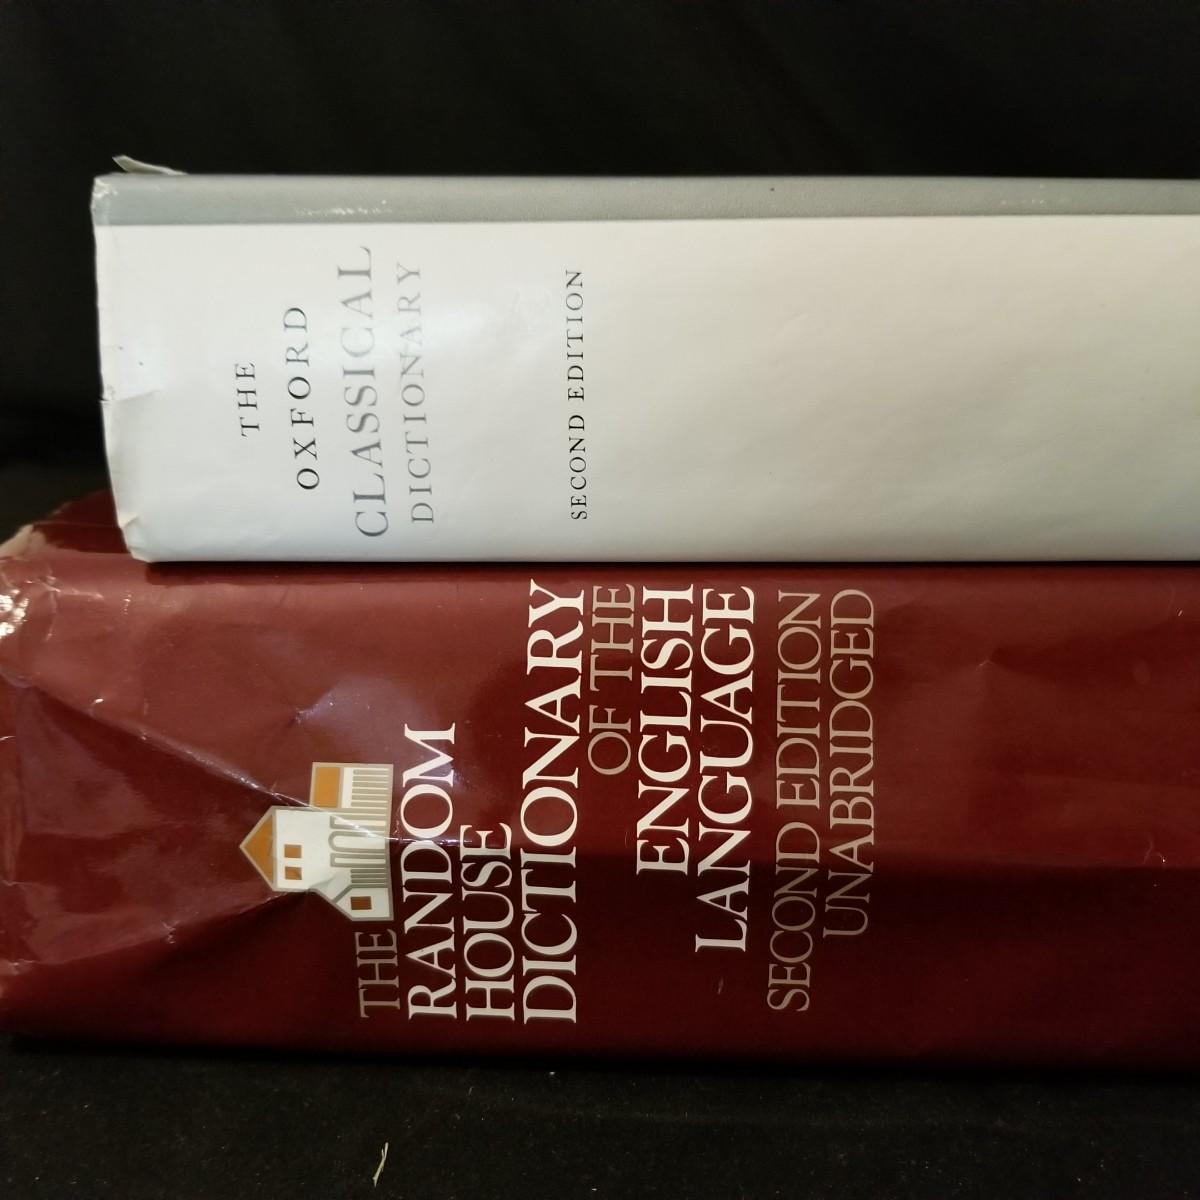 THE
OXFORD
CLASSICAL
DICTIONARY
SECOND EDITION
THE
RANDOM
HOUSE
DICTIONARY
OF THE
ENGLISH
LANGUAGE
SECOND EDITION
UNABRIDGED